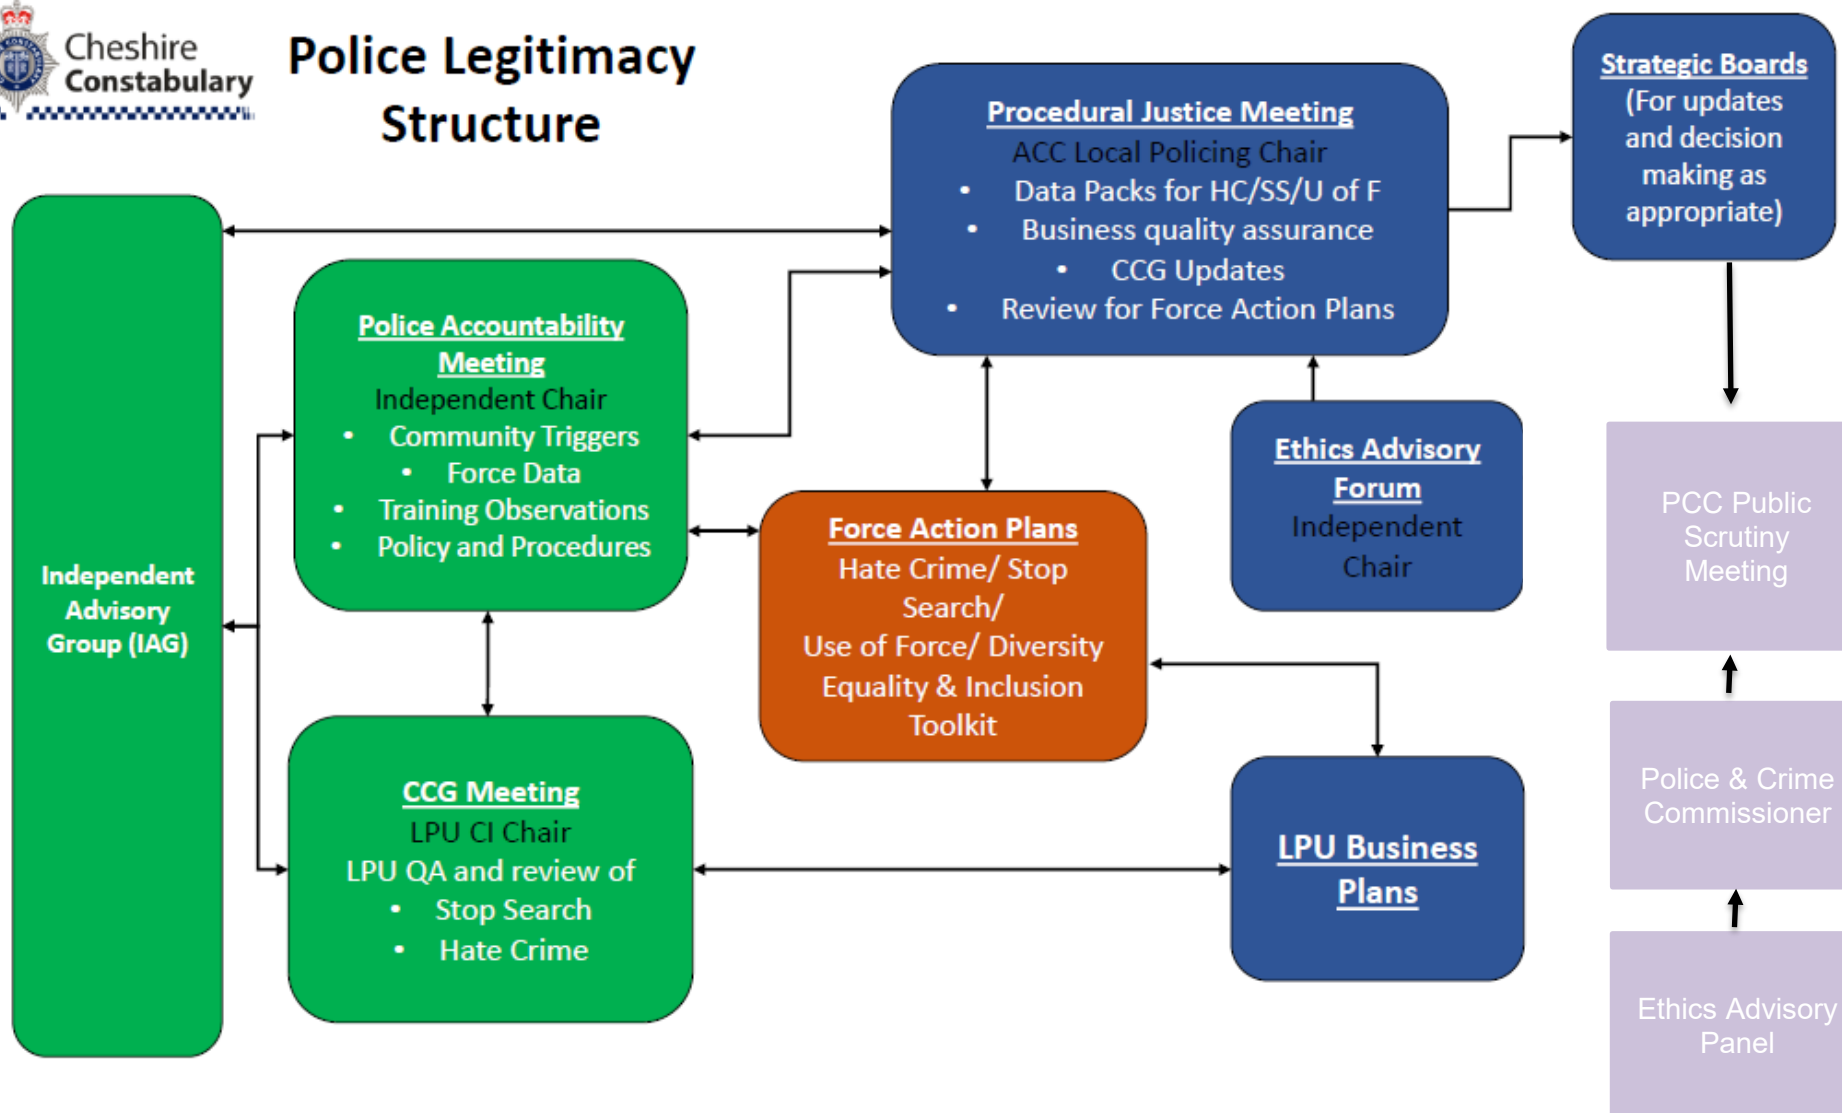 Cheshire
Constabulary
Police Legitimacy
Structure
Independent
Advisory
Group (IAG)
Police Accountability
Meeting
Independent Chair
• Community Triggers
• Force Data
• Training Observations
• Policy and Procedures
CCG Meeting
LPU CI Chair
LPU QA and review of
• Stop Search
• Hate Crime
Procedural Justice Meeting
ACC Local Policing Chair
• Data Packs for HC/SS/U of F
• Business quality assurance
• CCG Updates
• Review for Force Action Plans
Force Action Plans
Hate Crime/ Stop
Search/
Use of Force/ Diversity
Equality & Inclusion
Toolkit
Ethics Advisory
Forum
Independent
Chair
LPU Business
Plans
Strategic Boards
(For updates
and decision
making as
appropriate)
PCC Public
Scrutiny
Meeting
Police & Crime
Commissioner
Ethics Advisory
Panel